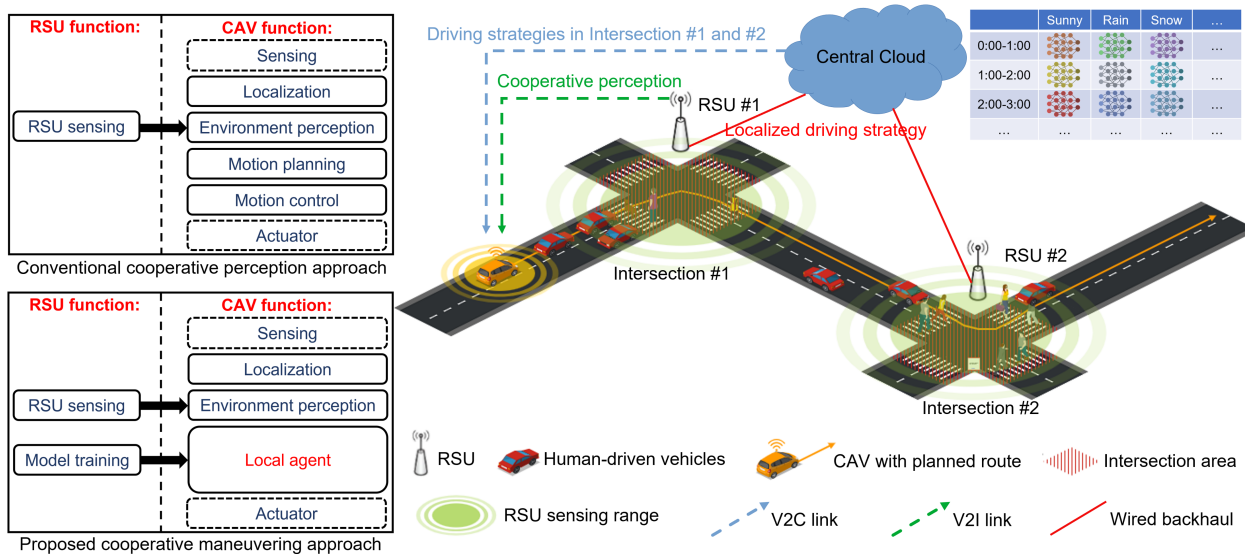 RSU function:
CAV function:
Sensing
Localization
RSU sensing
Environment perception
Motion planning
Motion control
Actuator
Conventional cooperative perception approach
RSU function:
CAV function:
Sensing
Localization
RSU sensing
Environment perception
Model training
Local agent
Actuator
Proposed cooperative maneuvering approach
Driving strategies in Intersection #1 and #2
Cooperative perception
Central Cloud
RSU #1
Localized driving strategy
Intersection #1
RSU #2
Intersection #2
Sunny Rain Snow …
0:00-1:00 …
1:00-2:00 …
2:00-3:00 …
… … … … …
RSU
Human-driven vehicles
CAV with planned route
Intersection area
RSU sensing range
V2C link
V2I link
Wired backhaul